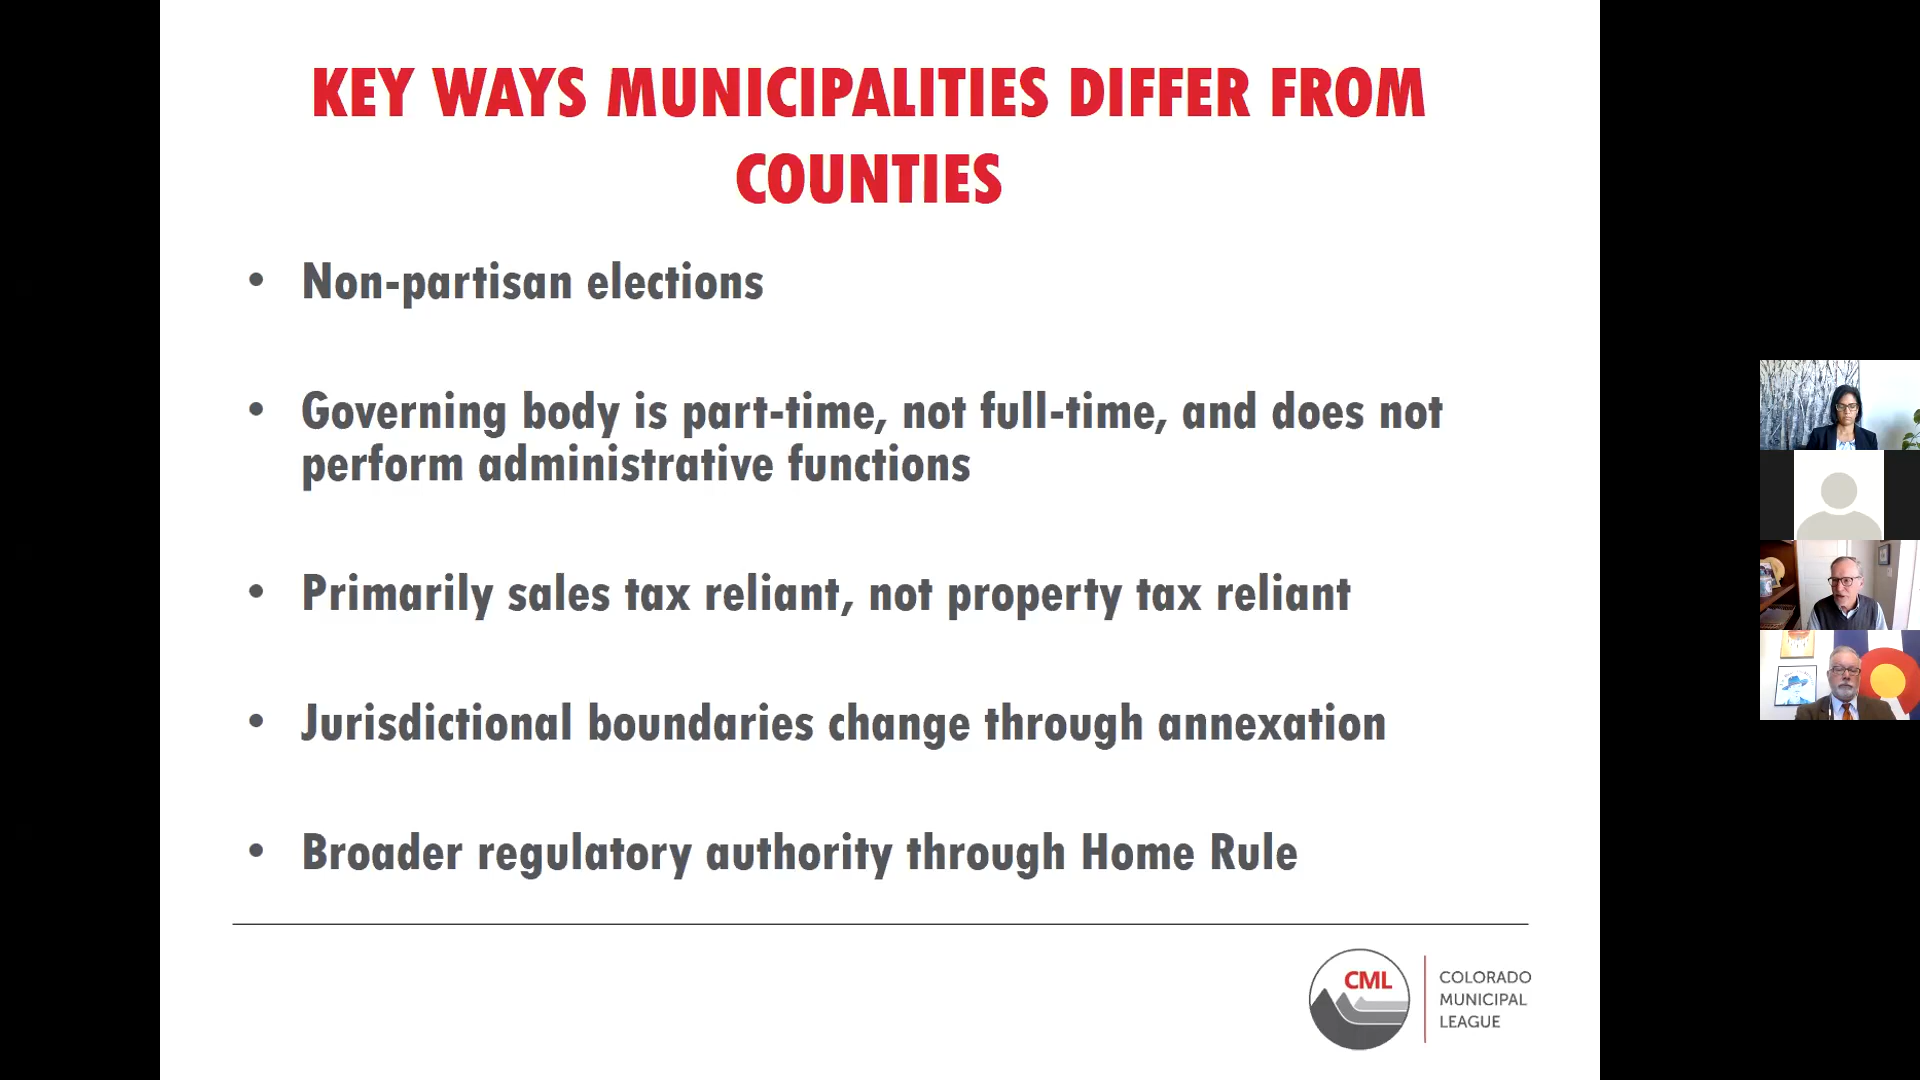 KEY WAYS MUNICIPALITIES DIFFER FROM
COUNTIES
• Non-partisan elections
• Governing body is part-time, not full-time, and does not
perform administrative functions
• Primarily sales tax reliant, not property tax reliant
• Jurisdictional boundaries change through annexation
• Broader regulatory authority through Home Rule
CML
COLORADO
MUNICIPAL
LEAGUE